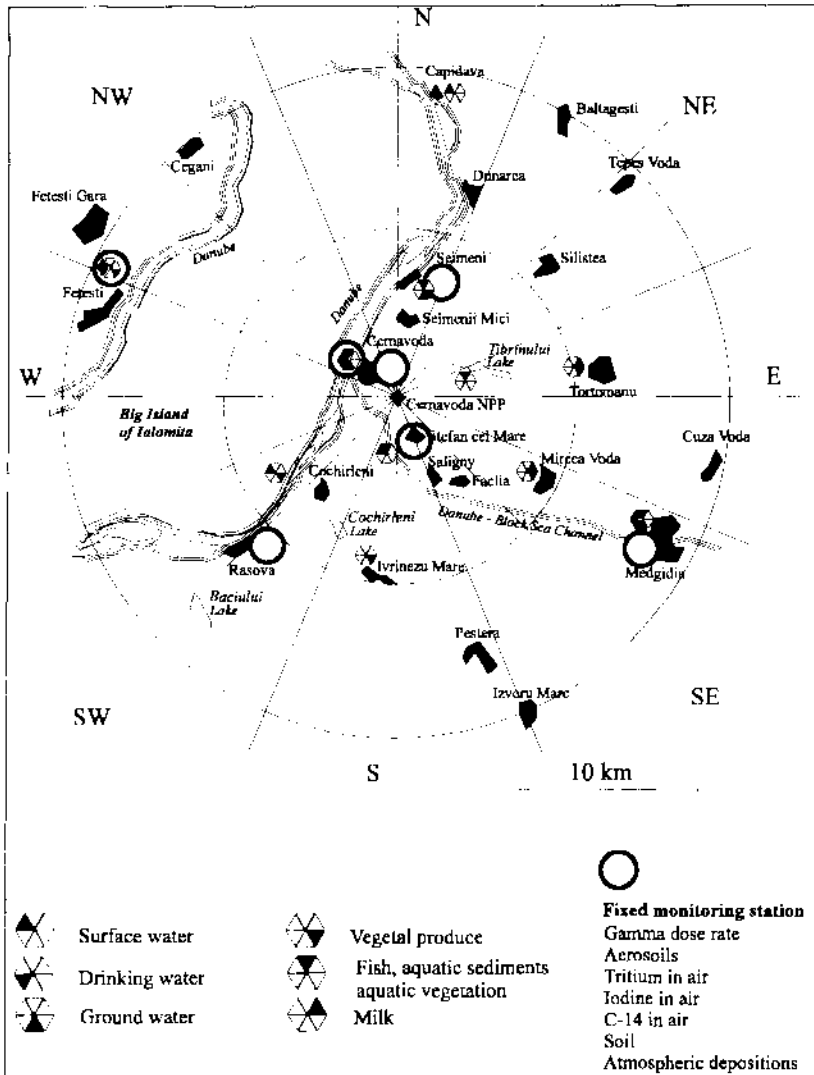 N
Capidava
NW
NE
Baltagesti
Cegani
Tepes Voda
Dunarea
Fetesti Gara
Danube
Seimeni
Silistea
Fetesti
Danube
Seimenii Mici
Cernavoda
Tibrinului
Lake
W
E
Tortomanu
Big Island
of Ialomita
Cernavoda NPP
Stefan cel Mare
Cuza Voda
Saligny
Mircea Voda
Cochirleni
Faclia
Cochirleni
Lake
Danube - Black Sea Channel
Rasova
Ivrinezu Mare
Medgidia
Baciului
Lake
Pestera
Izvoru Mare
SW
SE
S
10 km
Surface water
Drinking water
Ground water
Vegetal produce
Fish, aquatic sediments
aquatic vegetation
Milk
Fixed monitoring station
Gamma dose rate
Aerosoils
Tritium in air
Iodine in air
C-14 in air
Soil
Atmospheric depositions